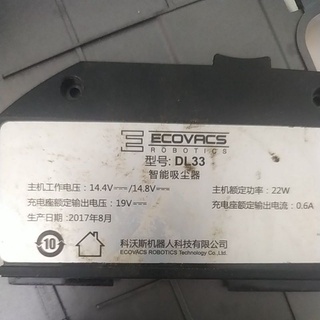 ECOVACS
ROBOTICS
型号: DL33
智能吸尘器
主机工作电压：14.4V⎓/14.8V⎓ 主机额定功率：22W
充电座额定输出电压：19V⎓ 充电座额定输出电流：0.6A
生产日期:2017年8月
10
科沃斯机器人科技有限公司
ECOVACS ROBOTICS Technology Co.,Ltd.